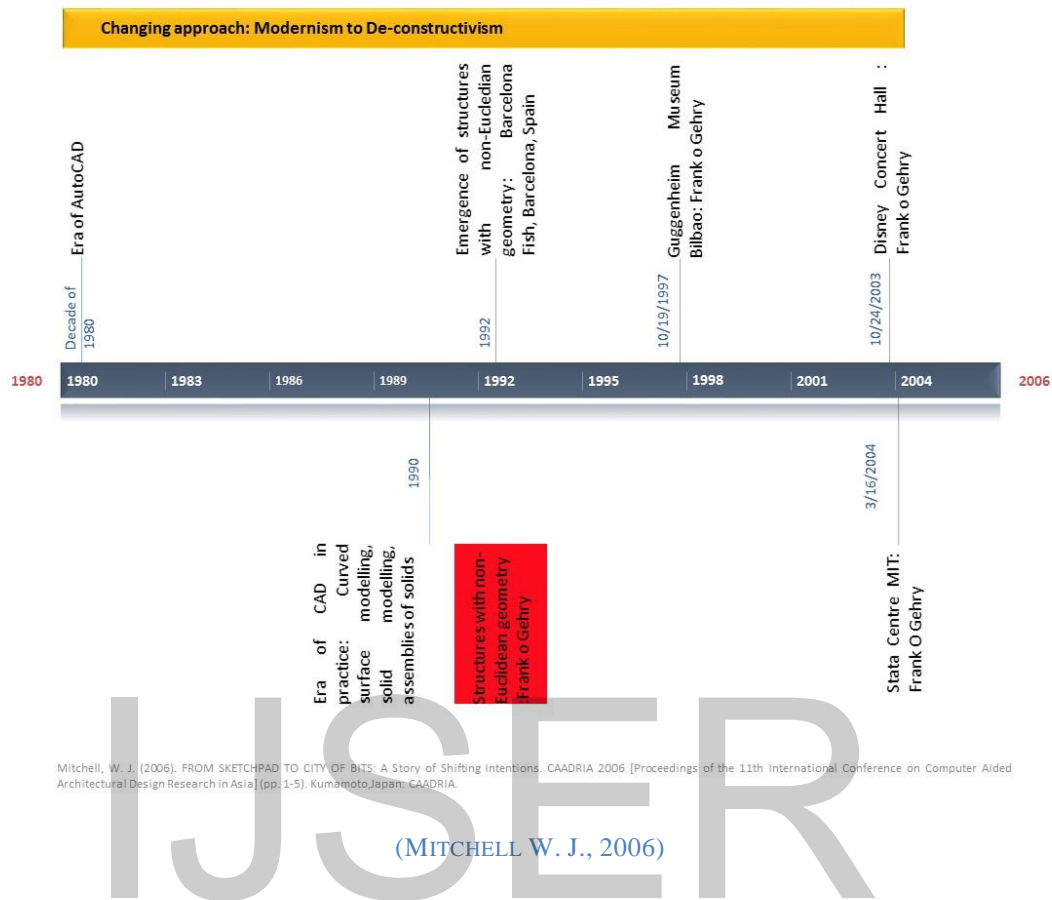 Changing approach: Modernism to De-constructivism
Era of AutoCAD
Emergence of structures
with non-Eucledian
geometry: Barcelona
Fish, Barcelona, Spain
Guggenheim Museum
Bilbao: Frank o Gehry
Disney Concert Hall :
Frank o Gehry
Decade of
1980
1992
10/19/1997
10/24/2003
1980
1980
1983
1986
1989
1992
1995
1998
2001
2004
2006
1990
3/16/2004
Era of CAD in
practice: Curved
surface modelling,
solid modelling,
assemblies of solids
Structures with non-
Euclidean geometry
:Frank o Gehry
Stata Centre MIT:
Frank O Gehry
Mitchell, W. J. (2006). FROM SKETCHPAD TO CITY OF BITS: A Story of Shifting Intentions. CAADRIA 2006 [Proceedings of the 11th International Conference on Computer Aided
Architectural Design Research in Asia] (pp. 1-5). Kumamoto,Japan: CAADRIA.
(MITCHELL W. J., 2006)
IJSER